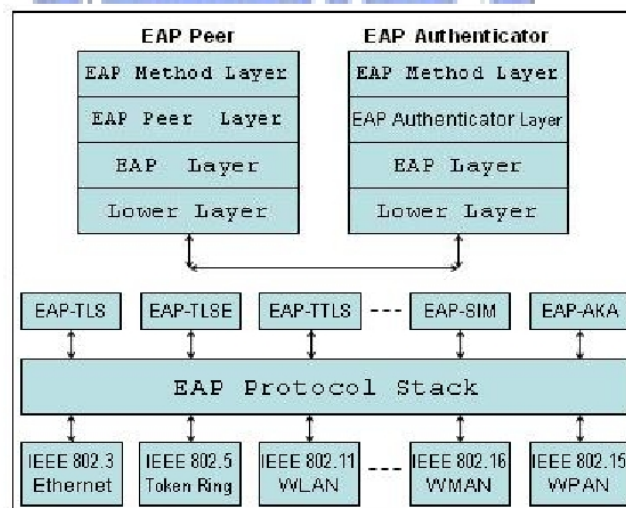 EAP Peer
EAP Authenticator
EAP Method Layer
EAP Peer Layer
EAP Layer
Lower Layer
EAP Method Layer
EAP Authenticator Layer
EAP Layer
Lower Layer
EAP-TLS
EAP-TLSE
EAP-TTLS
EAP-SIM
EAP-AKA
EAP Protocol Stack
IEEE 802.3
Ethernet
IEEE 802.5
Token Ring
IEEE 802.11
WLAN
IEEE 802.16
WMAN
IEEE 802.15
WPAN